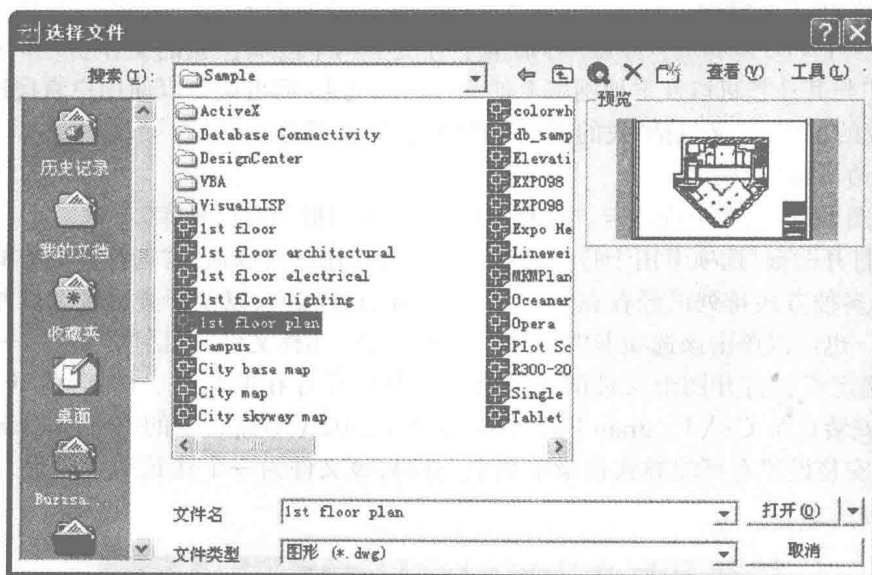 选择文件
搜索(I):
Sample
查看(V)
工具(L)
历史记录
我的文档
收藏夹
桌面
Buzzsa...
ActiveX
Database Connectivity
DesignCenter
VBA
VisualLISP
1st floor
1st floor architectural
1st floor electrical
1st floor lighting
1st floor plan
Campus
City base map
City map
City skyway map
colorwh
db_samp
Elevati
EXP098
EXP098
Expo He
Linewei
MKMPlan
Oceanar
Opera
Plot Sc
R300-20
Single
Tablet
预览
文件名
1st floor plan
打开(O)
文件类型
图形 (*.dwg)
取消